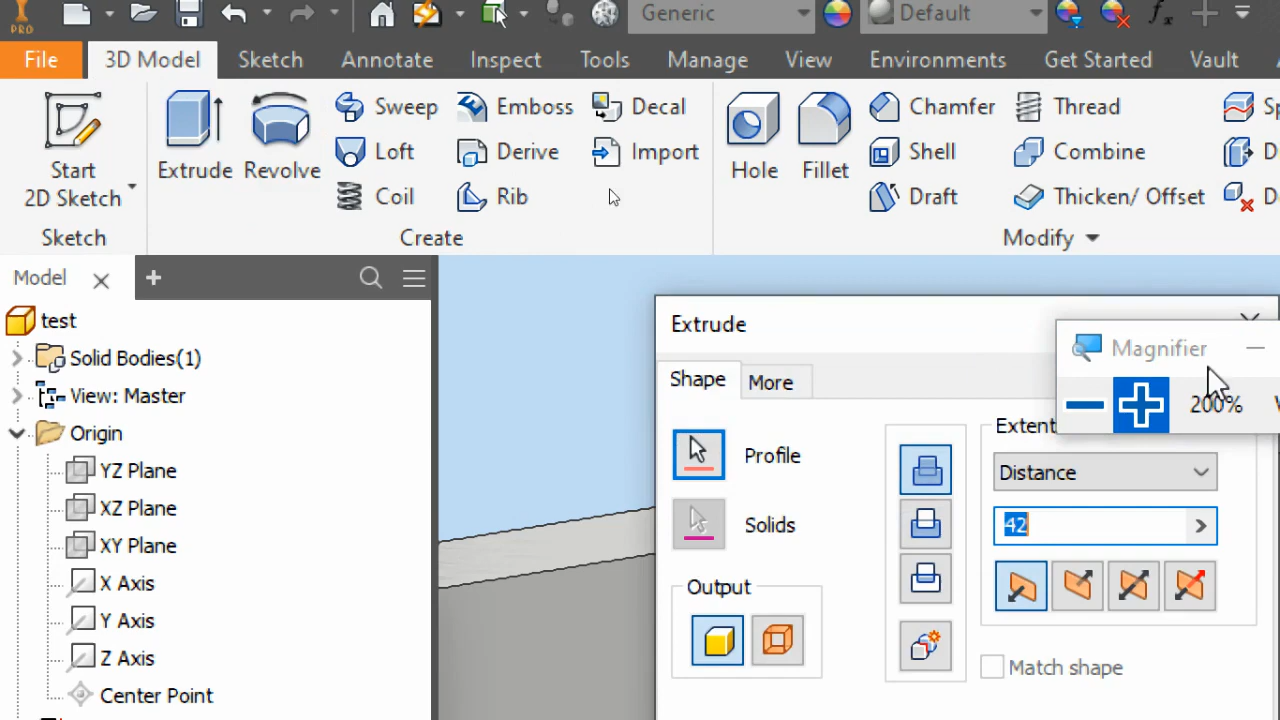 PRO
Generic
Default
fx
File
3D Model
Sketch
Annotate
Inspect
Tools
Manage
View
Environments
Get Started
Vault
Start
2D Sketch
Extrude
Revolve
Sweep
Emboss
Decal
Loft
Derive
Import
Coil
Rib
Hole
Fillet
Chamfer
Thread
Shell
Combine
Draft
Thicken/ Offset
Sketch
Create
Modify
Model
test
Solid Bodies(1)
View: Master
Origin
YZ Plane
XZ Plane
XY Plane
X Axis
Y Axis
Z Axis
Center Point
Extrude
Magnifier
200%
Shape
More
Profile
Solids
Output
Extent
Distance
42
Match shape